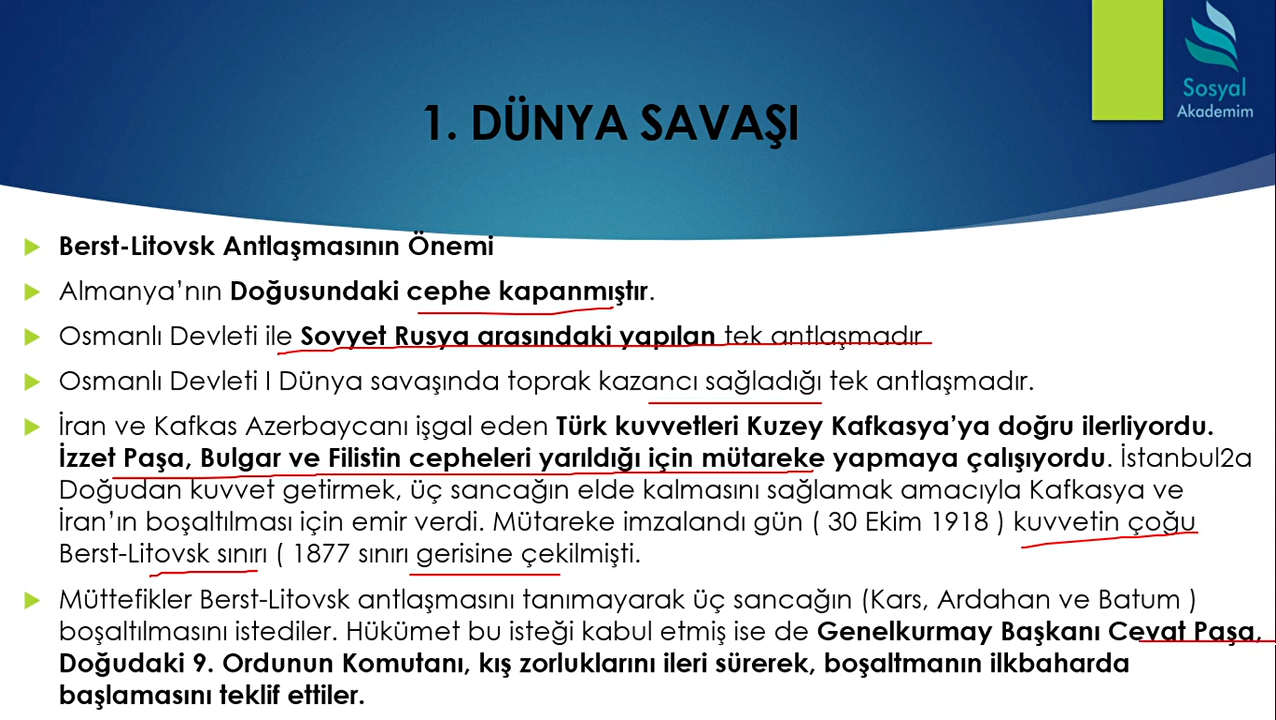 Sosyal
Akademim
1. DÜNYA SAVAŞI
Berst-Litovsk Antlaşmasının Önemi
Almanya’nın Doğusundaki cephe kapanmıştır.
Osmanlı Devleti ile Sovyet Rusya arasındaki yapılan tek antlaşmadır
Osmanlı Devleti I Dünya savaşında toprak kazancı sağladığı tek antlaşmadır.
İran ve Kafkas Azerbaycanı işgal eden Türk kuvvetleri Kuzey Kafkasya’ya doğru ilerliyordu.
İzzet Paşa, Bulgar ve Filistin cepheleri yarıldığı için mütareke yapmaya çalışıyordu. İstanbul2a
Doğudan kuvvet getirmek, üç sancağın elde kalmasını sağlamak amacıyla Kafkasya ve
İran’ın boşaltılması için emir verdi. Mütareke imzalandı gün ( 30 Ekim 1918 ) kuvvetin çoğu
Berst-Litovsk sınırı ( 1877 sınırı gerisine çekilmişti.
Müttefikler Berst-Litovsk antlaşmasını tanımayarak üç sancağın (Kars, Ardahan ve Batum )
boşaltılmasını istediler. Hükümet bu isteği kabul etmiş ise de Genelkurmay Başkanı Cevat Paşa,
Doğudaki 9. Ordunun Komutanı, kış zorluklarını ileri sürerek, boşaltmanın ilkbaharda
başlamasını teklif ettiler.